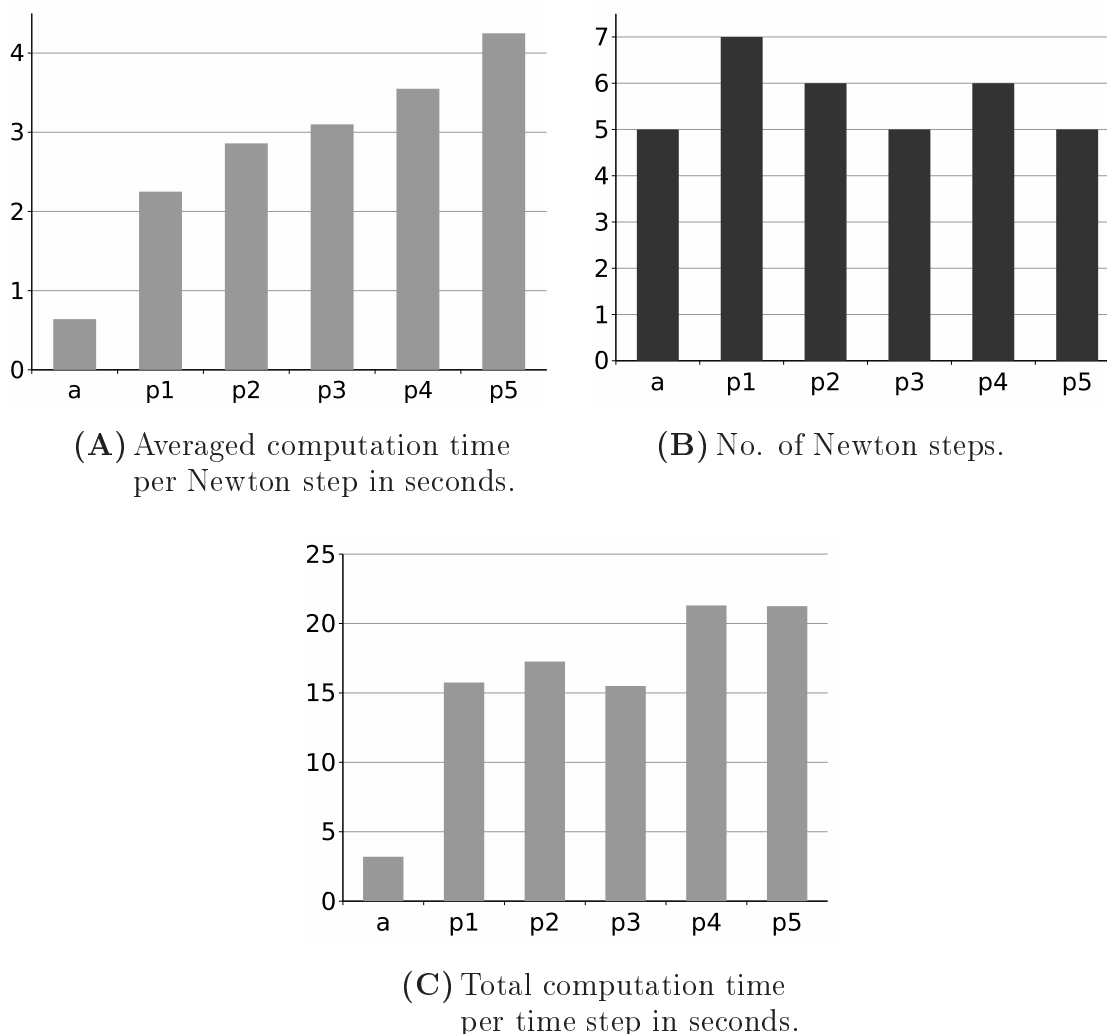 4
3
2
1
0
a p1 p2 p3 p4 p5
(A) Averaged computation time
per Newton step in seconds.
7
6
5
4
3
2
1
0
a p1 p2 p3 p4 p5
(B) No. of Newton steps.
25
20
15
10
5
0
a p1 p2 p3 p4 p5
(C) Total computation time
per time step in seconds.